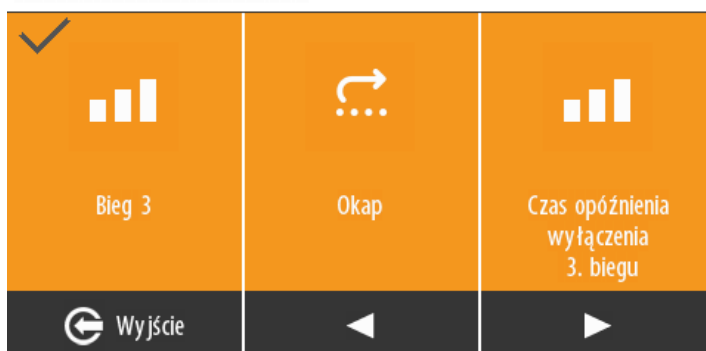 Bieg 3
Okap
Czas opóźnienia
wyłączenia
3. biegu
Wyjście